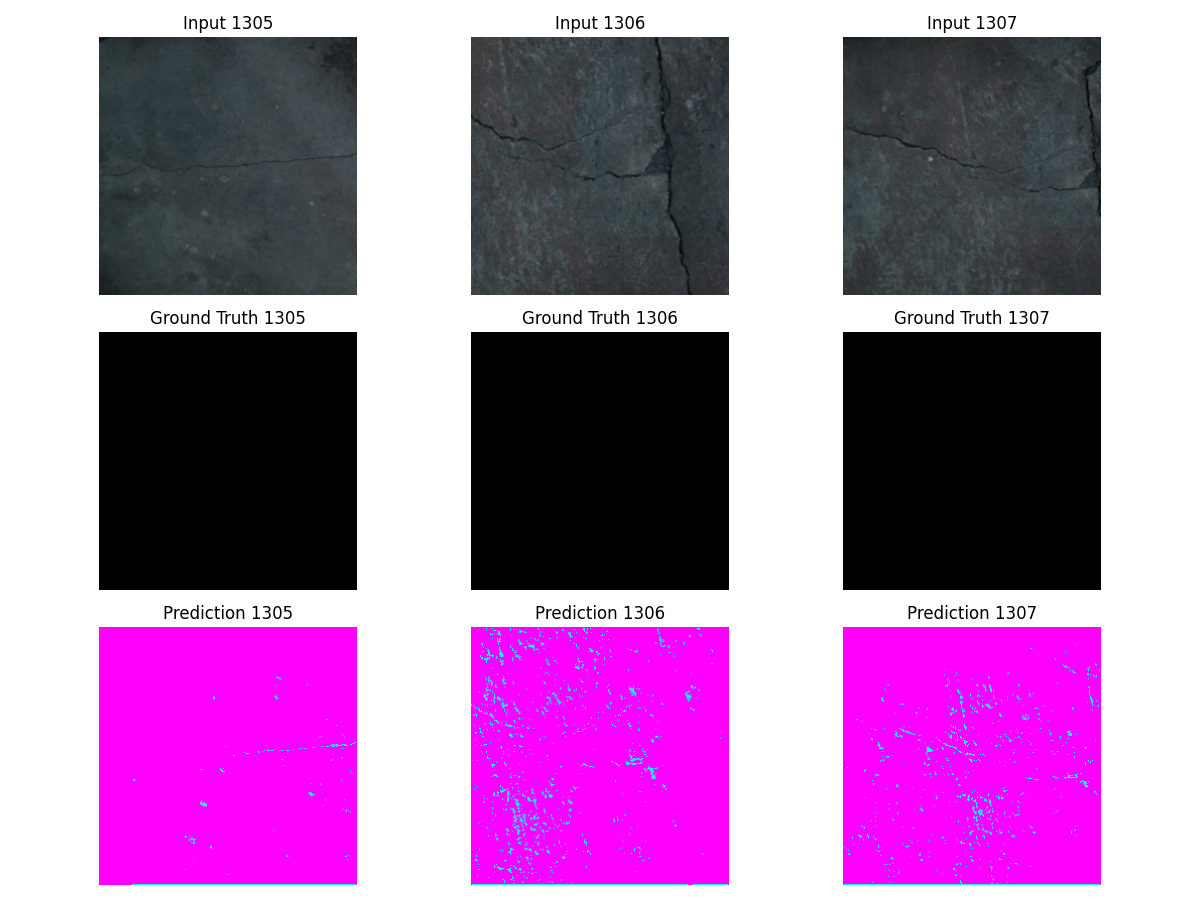 Input 1305
Input 1306
Input 1307
Ground Truth 1305
Ground Truth 1306
Ground Truth 1307
Prediction 1305
Prediction 1306
Prediction 1307